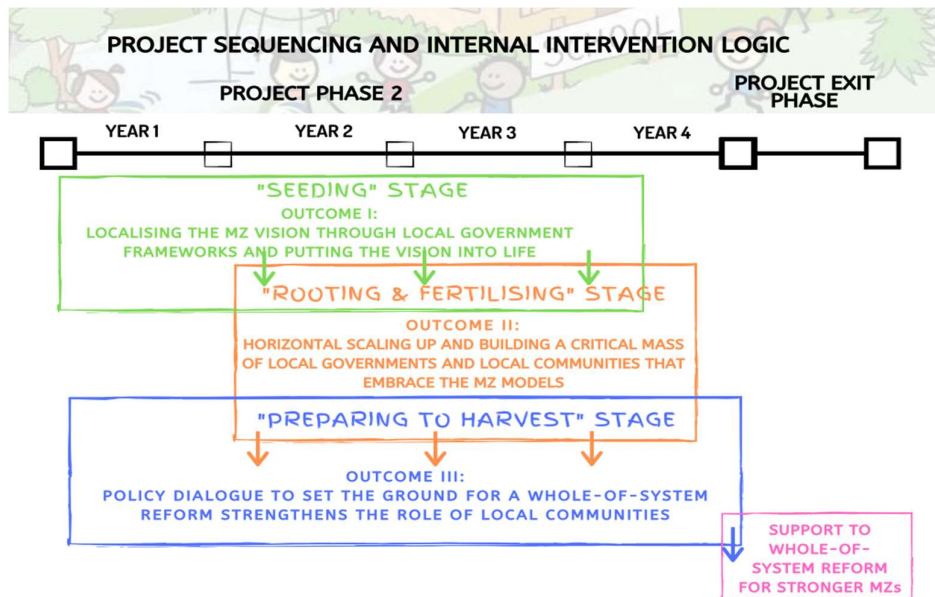 SCHOOL
PROJECT SEQUENCING AND INTERNAL INTERVENTION LOGIC
PROJECT PHASE 2
PROJECT EXIT
PHASE
YEAR 1
YEAR 2
YEAR 3
YEAR 4
"SEEDING" STAGE
OUTCOME I:
LOCALISING THE MZ VISION THROUGH LOCAL GOVERNMENT
FRAMEWORKS AND PUTTING THE VISION INTO LIFE
"ROOTING & FERTILISING" STAGE
OUTCOME II:
HORIZONTAL SCALING UP AND BUILDING A CRITICAL MASS
OF LOCAL GOVERNMENTS AND LOCAL COMMUNITIES THAT
EMBRACE THE MZ MODELS
"PREPARING TO HARVEST" STAGE
OUTCOME III:
POLICY DIALOGUE TO SET THE GROUND FOR A WHOLE-OF-SYSTEM
REFORM STRENGTHENS THE ROLE OF LOCAL COMMUNITIES
SUPPORT TO
WHOLE-OF-
SYSTEM REFORM
FOR STRONGER MZs